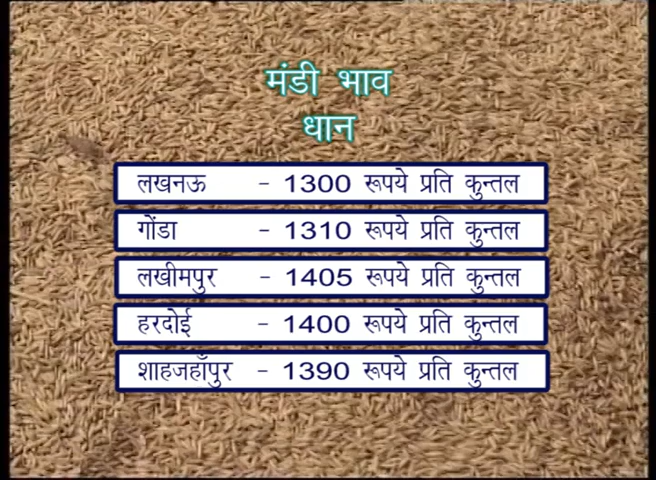 मंडी भाव
धान
लखनऊ - 1300 रूपये प्रति कुन्तल
गोंडा - 1310 रूपये प्रति कुन्तल
लखीमपुर - 1405 रूपये प्रति कुन्तल
हरदोई - 1400 रूपये प्रति कुन्तल
शाहजहाँपुर - 1390 रूपये प्रति कुन्तल